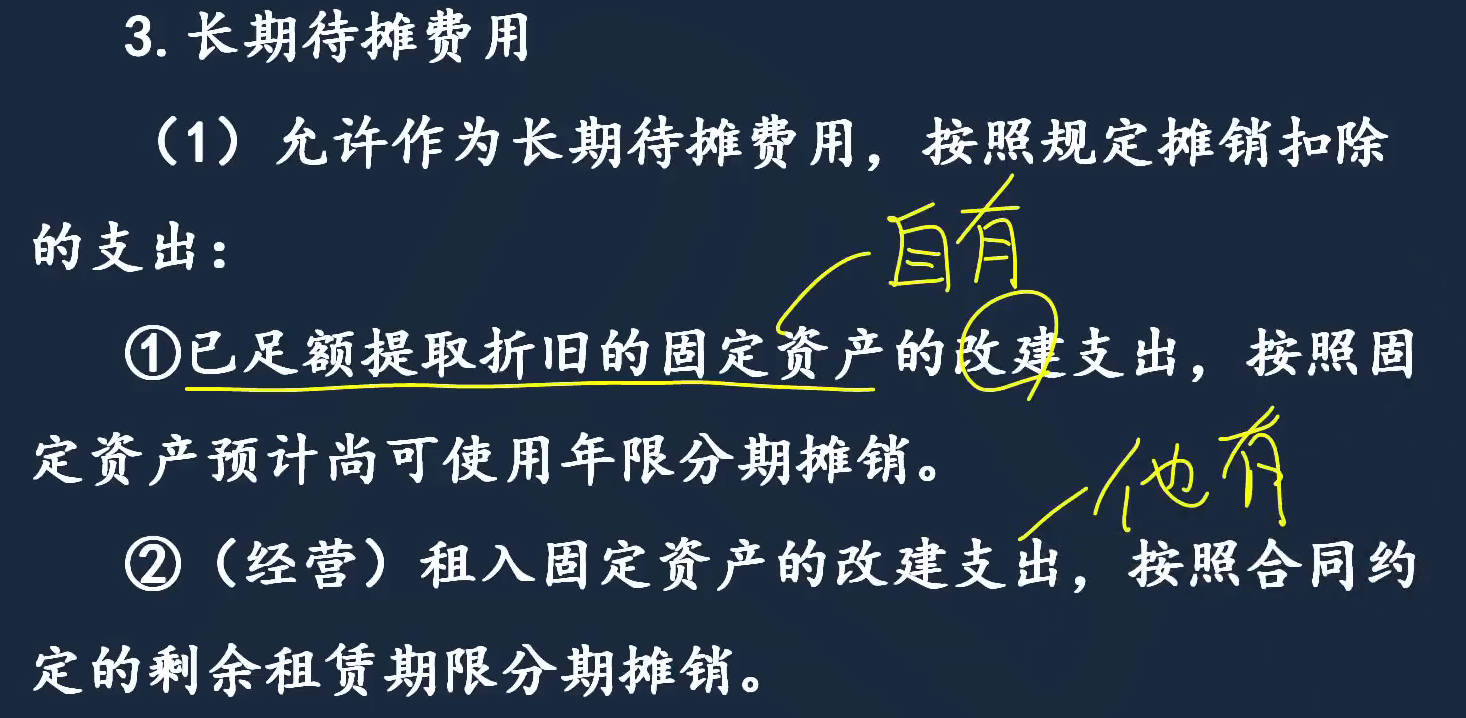 3. 长期待摊费用
（1）允许作为长期待摊费用，按照规定摊销扣除
的支出：
自有
①已足额提取折旧的固定资产的改建支出，按照固
定资产预计尚可使用年限分期摊销。
他有
②（经营）租入固定资产的改建支出，按照合同约
定的剩余租赁期限分期摊销。